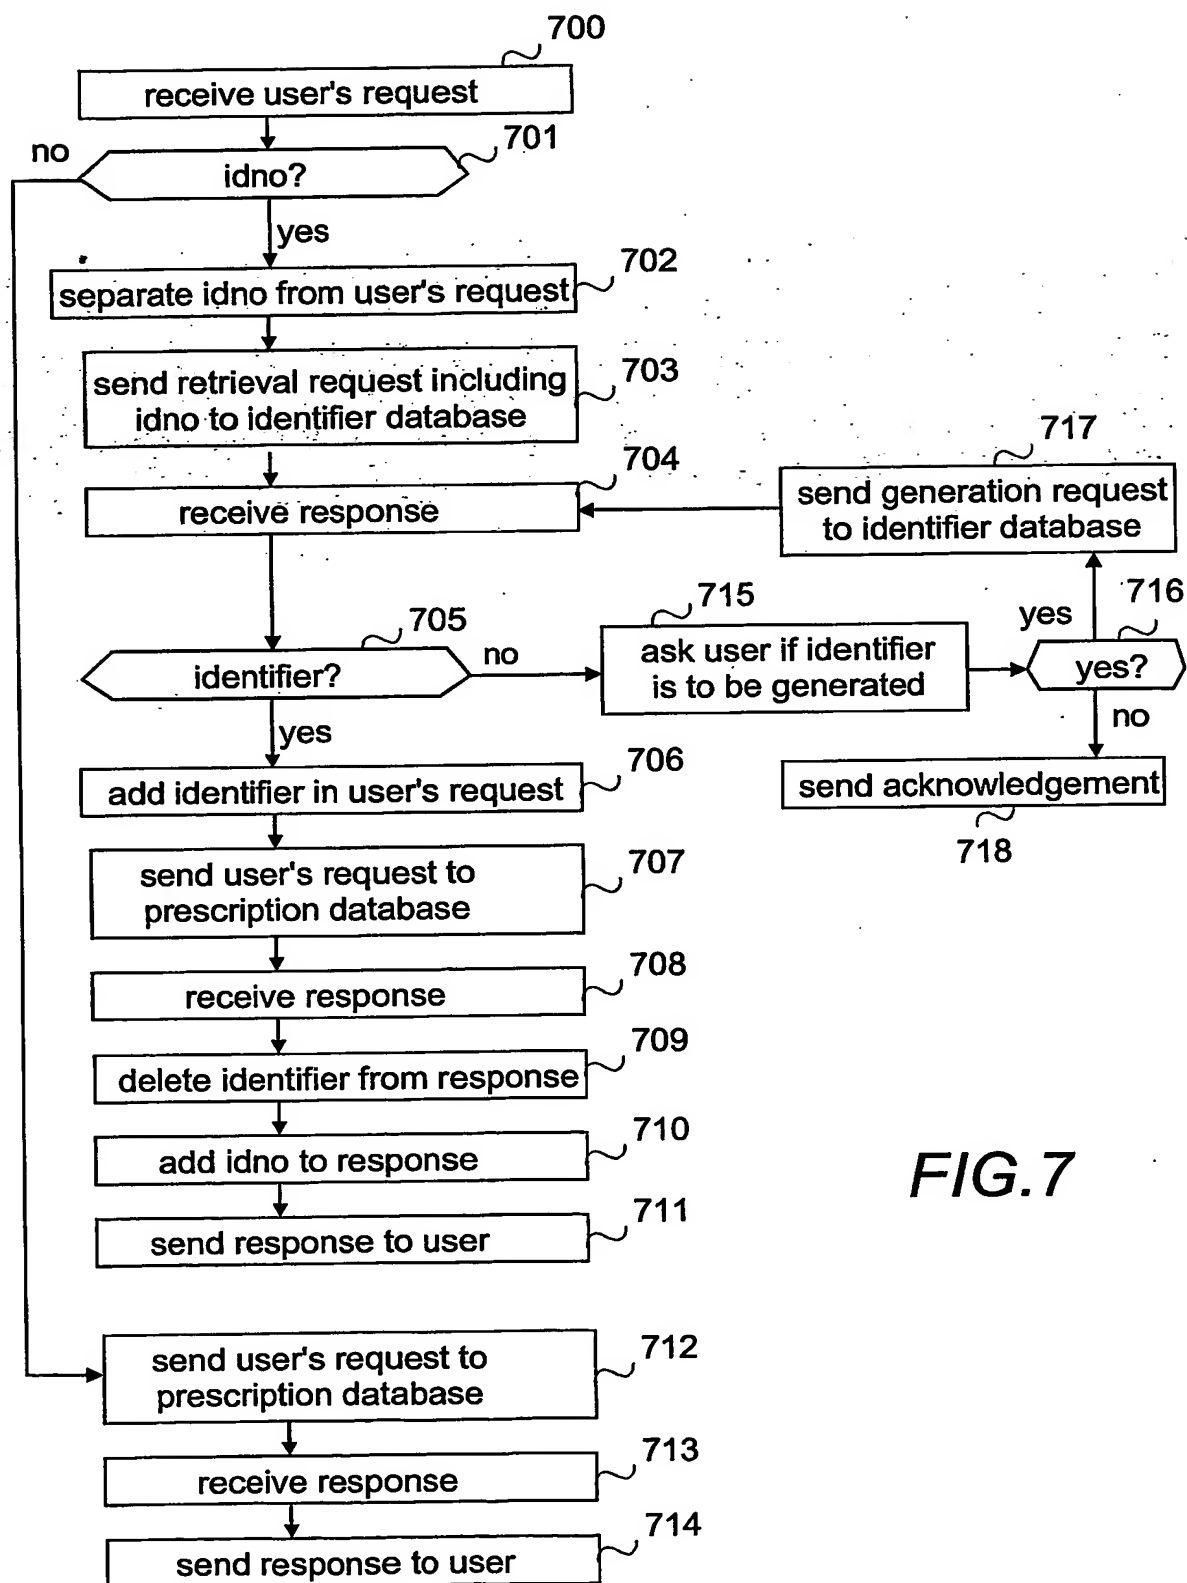 700
receive user's request
no
701
idno?
yes
702
separate idno from user's request
703
send retrieval request including
idno to identifier database
704
receive response
717
send generation request
to identifier database
705
identifier?
no
715
ask user if identifier
is to be generated
yes
716
yes?
no
yes
706
add identifier in user's request
send acknowledgement
718
707
send user's request to
prescription database
708
receive response
709
delete identifier from response
710
add idno to response
711
send response to user
FIG.7
712
send user's request to
prescription database
713
receive response
714
send response to user